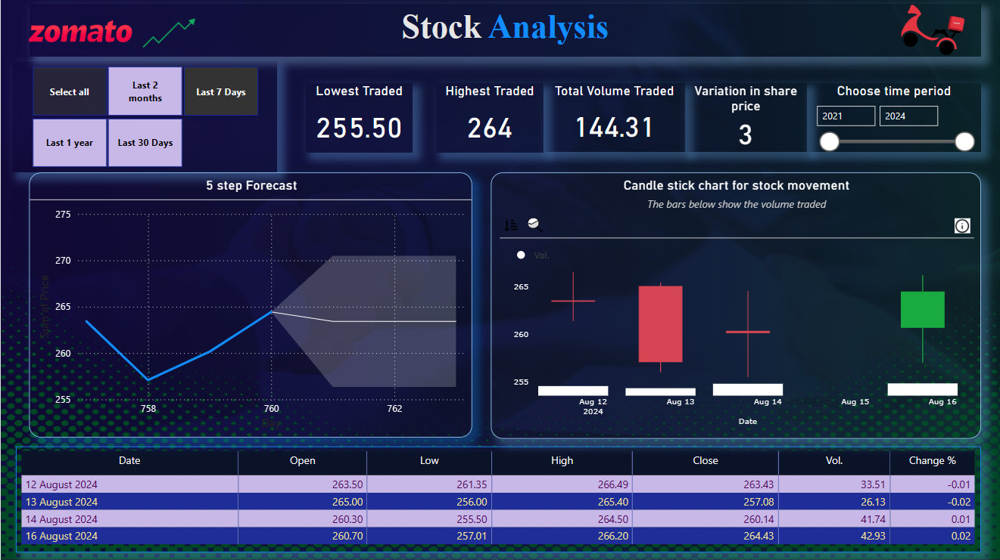 zomato
Stock Analysis
Select all
Last 2
months
Last 7 Days
Last 1 year
Last 30 Days
Lowest Traded
255.50
Highest Traded
264
Total Volume Traded
144.31
Variation in share
price
3
Choose time period
2021
2024
5 step Forecast
275
270
265
260
255
Sum of Price
758
760
762
Day
Candle stick chart for stock movement
The bars below show the volume traded
Vol.
265
260
255
Aug 12
2024
Aug 13
Aug 14
Aug 15
Aug 16
Date
Date Open Low High Close Vol. Change %
12 August 2024 263.50 261.35 266.49 263.43 33.51 -0.01
13 August 2024 265.00 256.00 265.40 257.08 26.13 -0.02
14 August 2024 260.30 255.50 264.50 260.14 41.74 0.01
16 August 2024 260.70 257.01 266.20 264.43 42.93 0.02